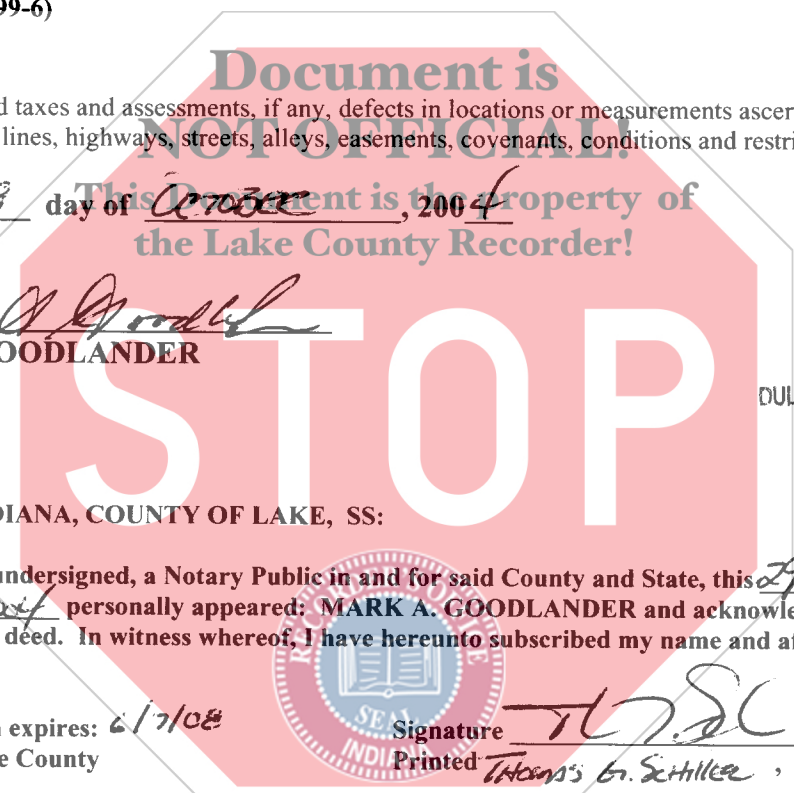 99-6)
Document is
d taxes and assessments, if any, defects in locations or measurements ascer
lines, highways, streets, alleys, easements, covenants, conditions and restri
NOT OFFICIAL!
day of October, 2004
This Document is the property of
the Lake County Recorder!
OODLANDER
STOP
DUL
DIANA, COUNTY OF LAKE, SS:
undersigned, a Notary Public in and for said County and State, this
personally appeared: MARK A. GOODLANDER and acknowle
deed. In witness whereof, I have hereunto subscribed my name and af
SEAL
INDIANA
expires: 6/7/08
Signature
e County
Printed Thomas G. Schiller,